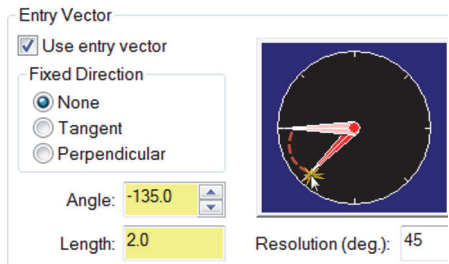 Entry Vector
Use entry vector
Fixed Direction
None
Tangent
Perpendicular
Angle: -135.0
Length: 2.0
Resolution (deg.): 45